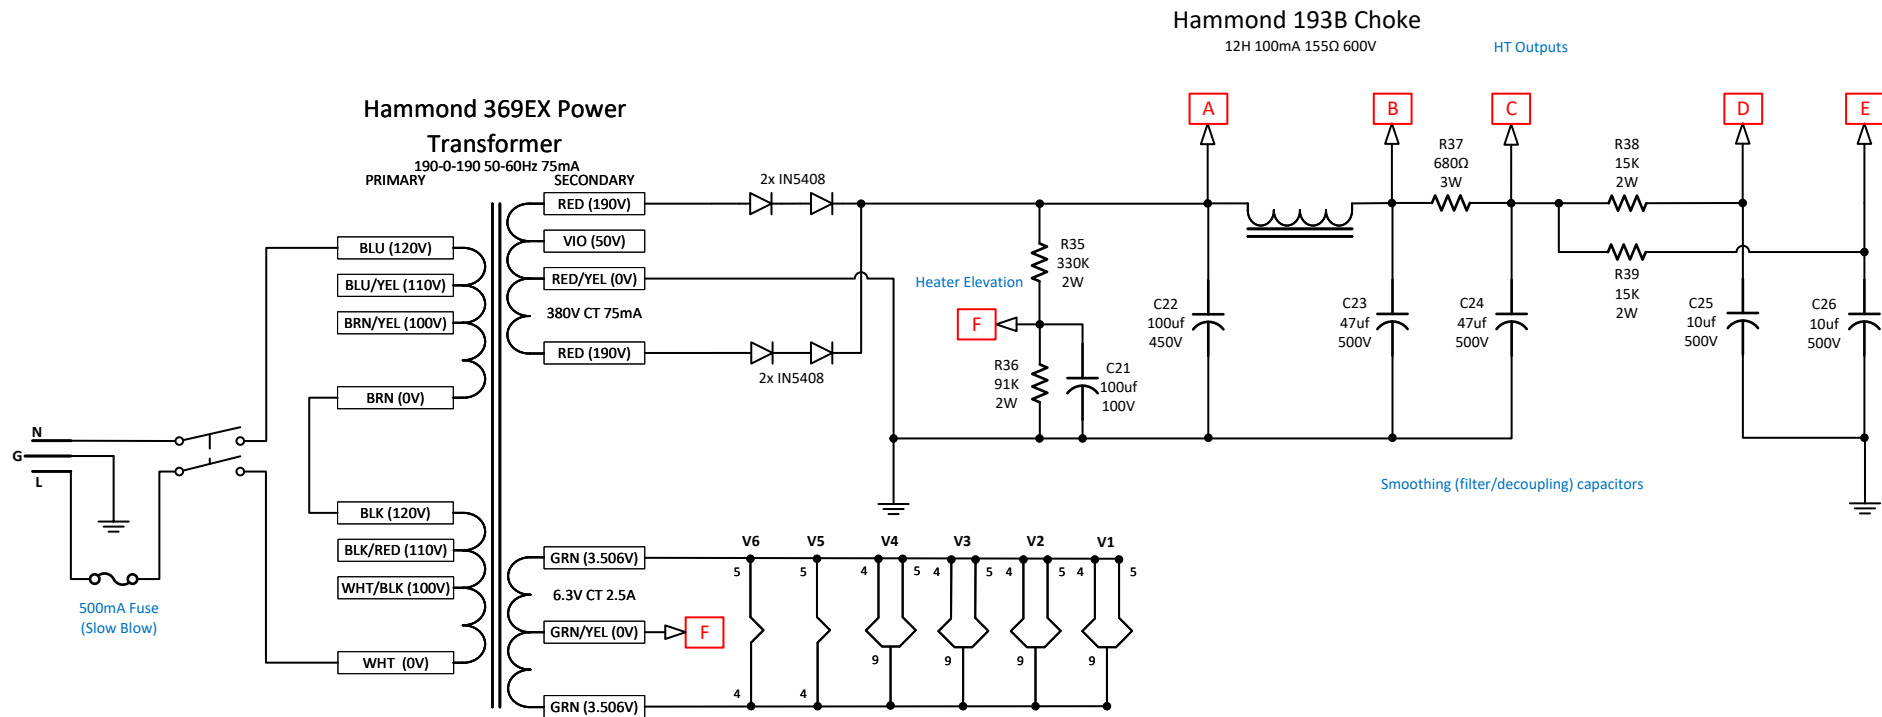 Hammond 193B Choke
12H 100mA 155Ω 600V
HT Outputs
Hammond 369EX Power
Transformer
190-0-190 50-60Hz 75mA
PRIMARY
SECONDARY
A
B
C
D
E
RED (190V)
VIO (50V)
RED/YEL (0V)
380V CT 75mA
RED (190V)
2x IN5408
2x IN5408
BLU (120V)
BLU/YEL (110V)
BRN/YEL (100V)
BRN (0V)
BLK (120V)
BLK/RED (110V)
WHT/BLK (100V)
WHT (0V)
N
G
L
500mA Fuse
(Slow Blow)
Heater Elevation
F
R35
330K
2W
R36
91K
2W
C21
100uf
100V
C22
100uf
450V
C23
47uf
500V
R37
680Ω
3W
C24
47uf
500V
R38
15K
2W
R39
15K
2W
C25
10uf
500V
C26
10uf
500V
Smoothing (filter/decoupling) capacitors
GRN (3.506V)
6.3V CT 2.5A
GRN/YEL (0V)
F
GRN (3.506V)
V6
V5
V4
V3
V2
V1
5
5
4
5
4
5
4
5
4
5
9
9
9
9
4
4